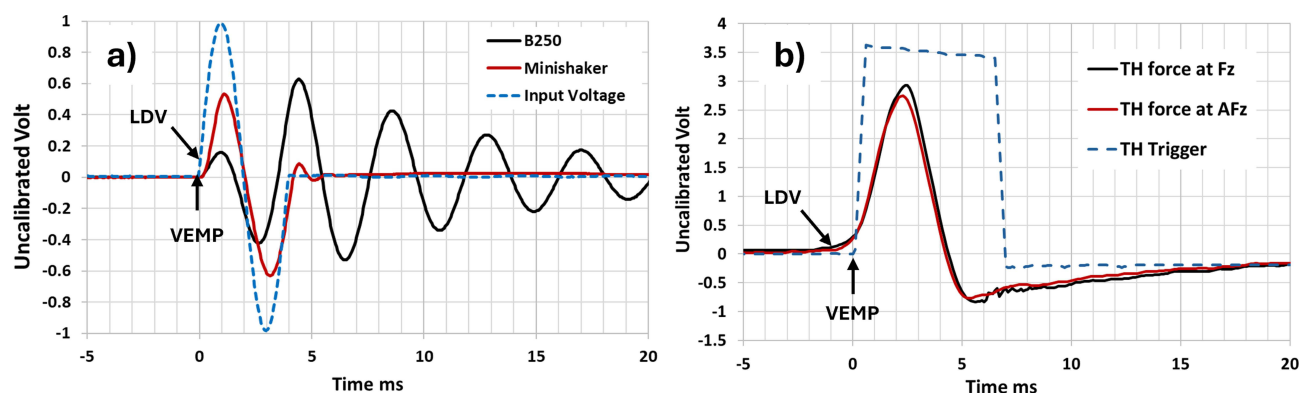 a)
B250
Minishaker
Input Voltage
LDV
VEMP
Uncalibrated Volt
1
0.8
0.6
0.4
0.2
0
-0.2
-0.4
-0.6
-0.8
-1
-5
0
5
10
15
20
Time ms
b)
TH force at Fz
TH force at AFz
TH Trigger
LDV
VEMP
Uncalibrated Volt
4
3.5
3
2.5
2
1.5
1
0.5
0
-0.5
-1
-1.5
-5
0
5
10
15
20
Time ms